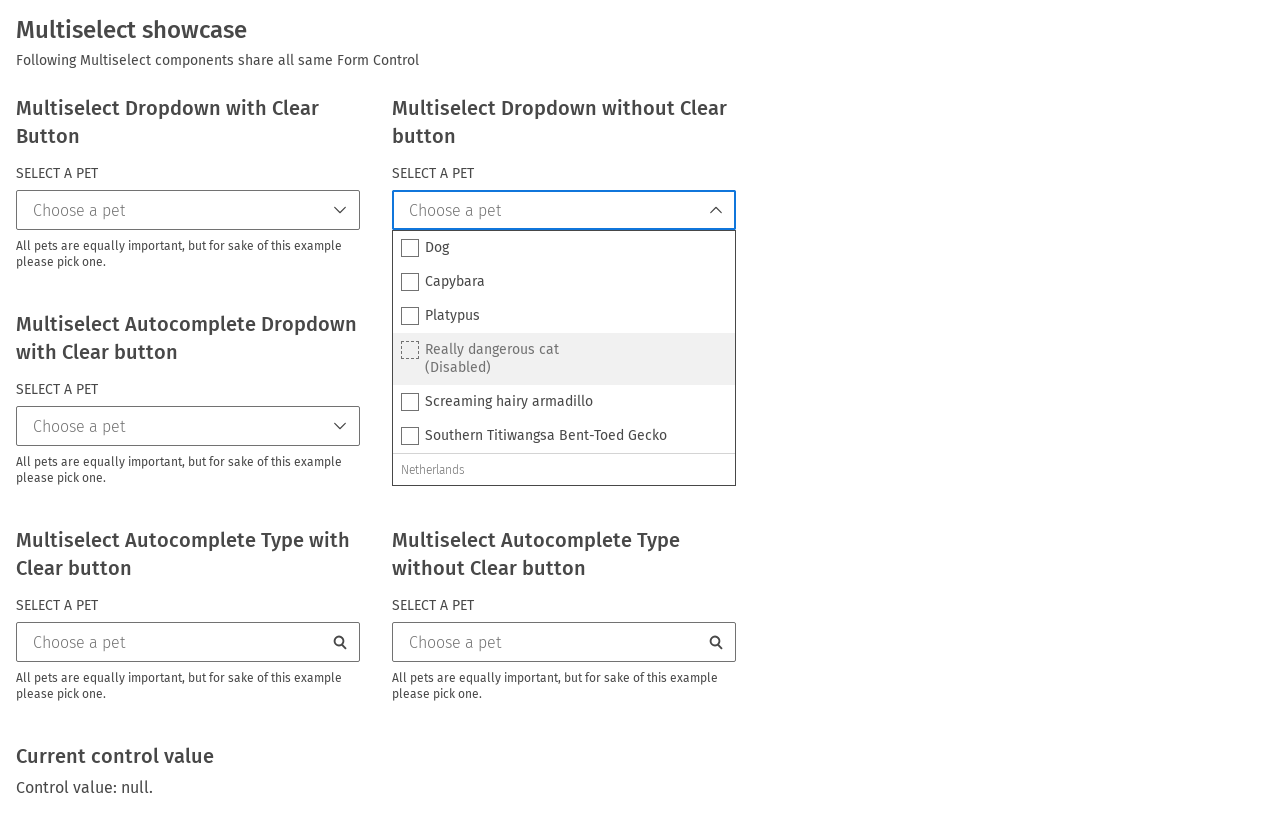 Multiselect showcase
Following Multiselect components share all same Form Control
Multiselect Dropdown with Clear
Button
SELECT A PET
Choose a pet
All pets are equally important, but for sake of this example
please pick one.
Multiselect Dropdown without Clear
button
SELECT A PET
Choose a pet
Dog
Capybara
Platypus
Really dangerous cat
(Disabled)
Screaming hairy armadillo
Southern Titiwangsa Bent-Toed Gecko
Netherlands
Multiselect Autocomplete Dropdown
with Clear button
SELECT A PET
Choose a pet
All pets are equally important, but for sake of this example
please pick one.
Multiselect Autocomplete Type with
Clear button
SELECT A PET
Choose a pet
All pets are equally important, but for sake of this example
please pick one.
Multiselect Autocomplete Type
without Clear button
SELECT A PET
Choose a pet
All pets are equally important, but for sake of this example
please pick one.
Current control value
Control value: null.